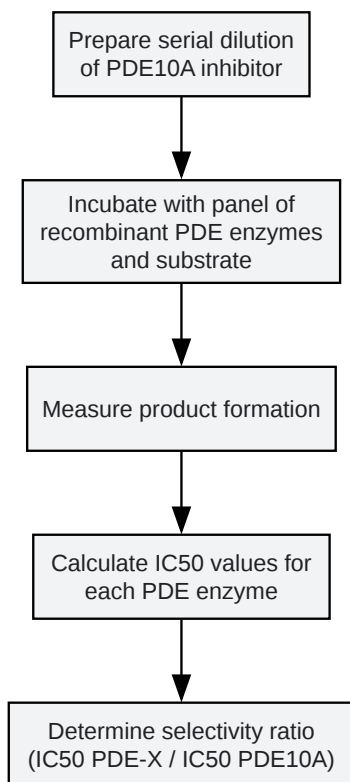 Prepare serial dilution
of PDE10A inhibitor
Incubate with panel of
recombinant PDE enzymes
and substrate
Measure product formation
Calculate IC50 values for
each PDE enzyme
Determine selectivity ratio
(IC50 PDE-X / IC50 PDE10A)